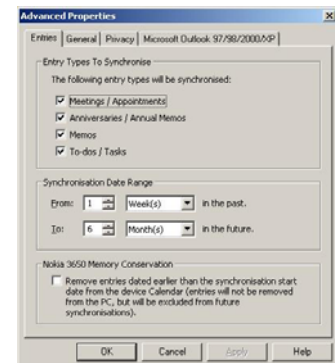 Advanced Properties
Entries General Privacy Microsoft Outlook 97/98/2000/XP
Entry Types To Synchronise
The following entry types will be synchronised:
Meetings / Appointments
Anniversaries / Annual Memos
Memos
To-dos / Tasks
Synchronisation Date Range
From: 1 Week(s) in the past.
To: 6 Month(s) in the future.
Nokia 3650 Memory Conservation
Remove entries dated earlier than the synchronisation start
date from the device Calendar (entries will not be removed
from the PC, but will be excluded from future
synchronisations).
OK Cancel Apply Help